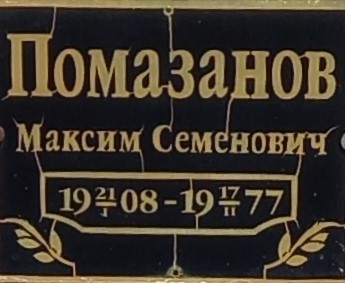 Помазанов
Максим Семенович
19 21/I 08 - 19 17/II 77